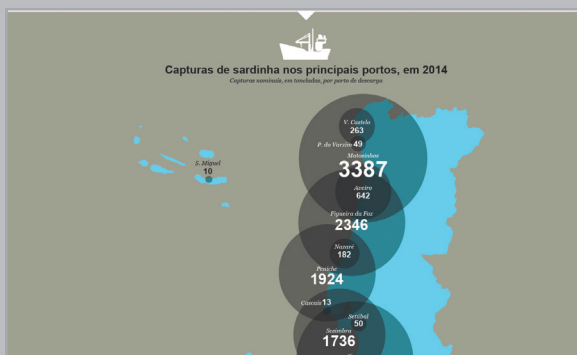 Capturas de sardinha nos principais portos, em 2014
Capturas nominais, em toneladas, por porto de descarga
V. Castelo
263
P. do Varzim 49
Matosinhos
3387
S. Miguel
10
Aveiro
642
Figueira da Foz
2346
Nazaré
182
Peniche
1924
Cascais 13
Setúbal
50
Sesimbra
1736